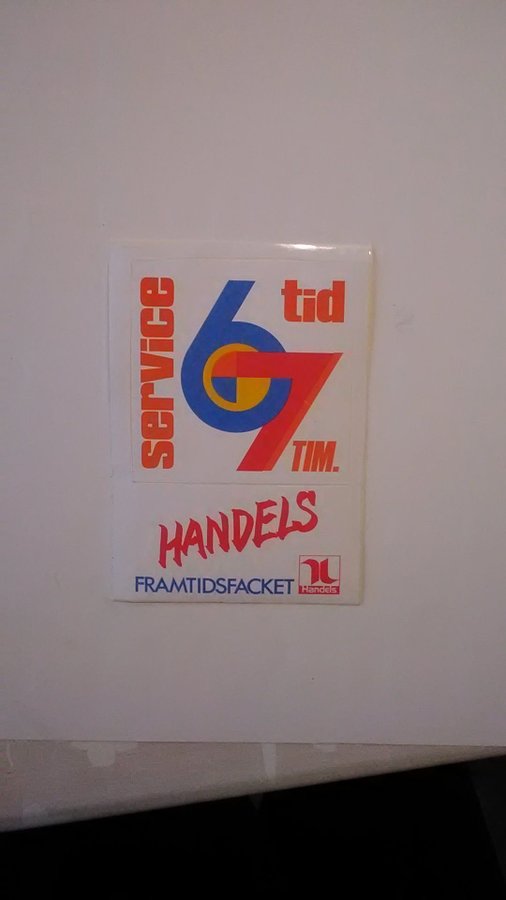 service
tid
67
TIM.
HANDELS
FRAMTIDSFACKET
Handels